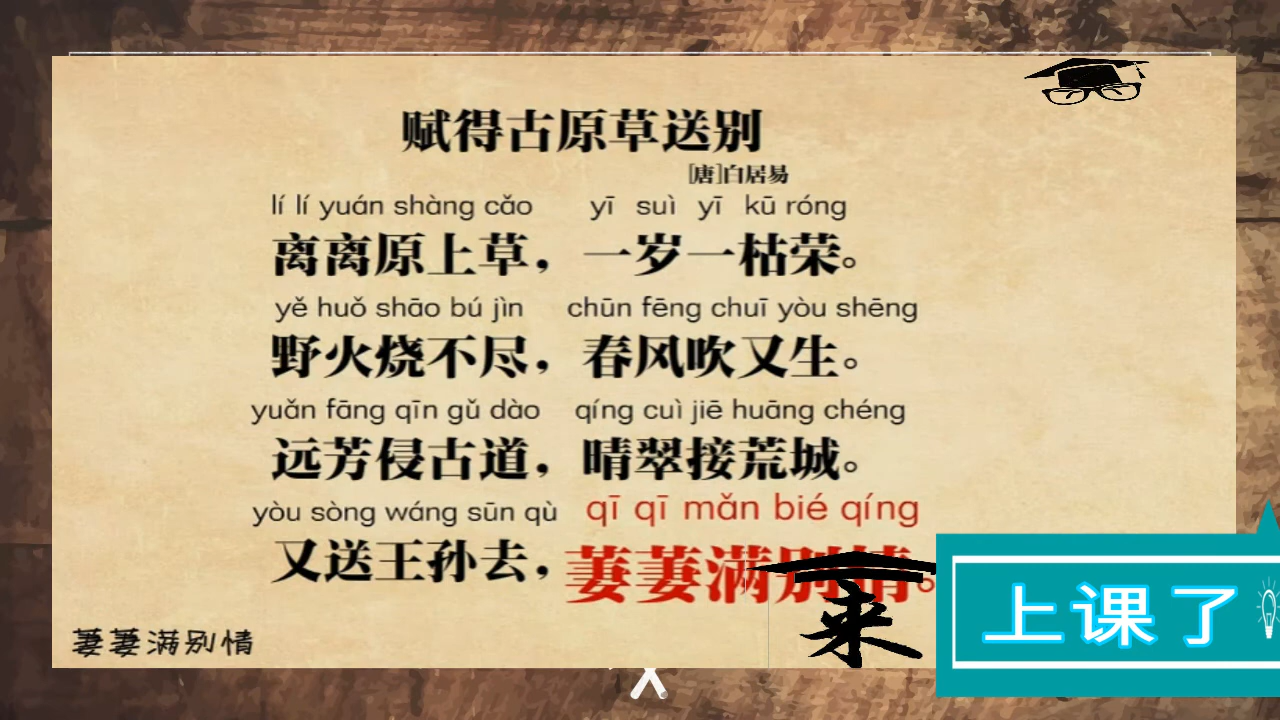 赋得古原草送别
[唐]白居易
lí lí yuán shàng cǎo yī suì yī kū róng
离离原上草，一岁一枯荣。
yě huǒ shāo bú jìn chūn fēng chuī yòu shēng
野火烧不尽，春风吹又生。
yuǎn fāng qīn gǔ dào qíng cuì jiē huāng chéng
远芳侵古道，晴翠接荒城。
yòu sòng wáng sūn qù qī qī mǎn bié qíng
又送王孙去，萋萋满别情。
萋萋满别情
来
上课了